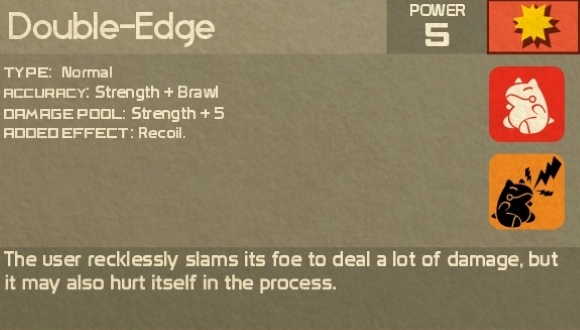 Double-Edge
POWER
5
TYPE: Normal
ACCURACY: Strength + Brawl
DAMAGE POOL: Strength + 5
ADDED EFFECT: Recoil.
The user recklessly slams its foe to deal a lot of damage, but
it may also hurt itself in the process.